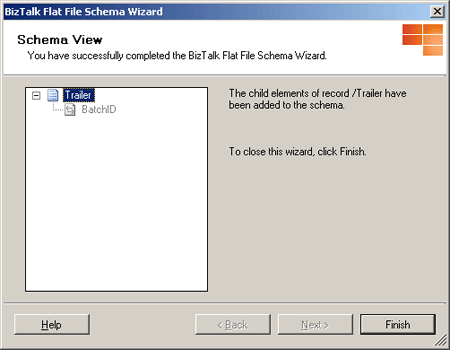 BizTalk Flat File Schema Wizard
Schema View
You have successfully completed the BizTalk Flat File Schema Wizard.
Trailer
BatchID
The child elements of record /Trailer have
been added to the schema.
To close this wizard, click Finish.
Help
< Back
Next >
Finish